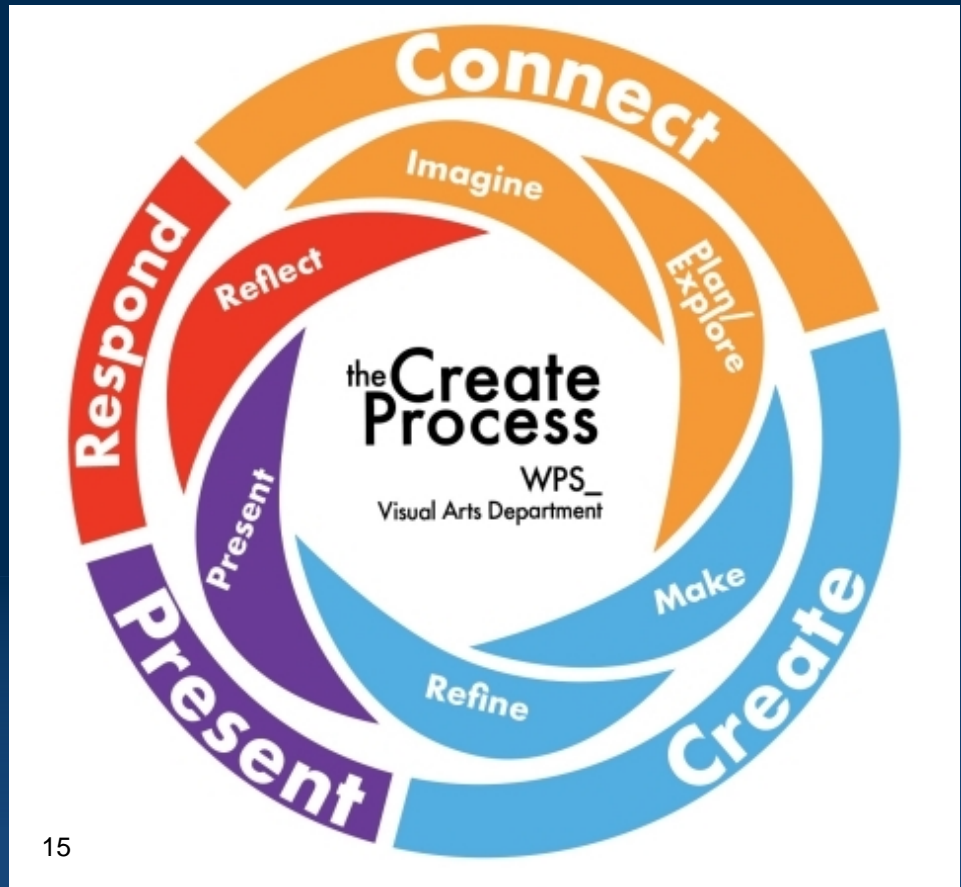 Connect
Imagine
Plan/
Explore
Respond
Reflect
the Create
Process
WPS_
Visual Arts Department
Present
Make
Create
Refine
Present
15